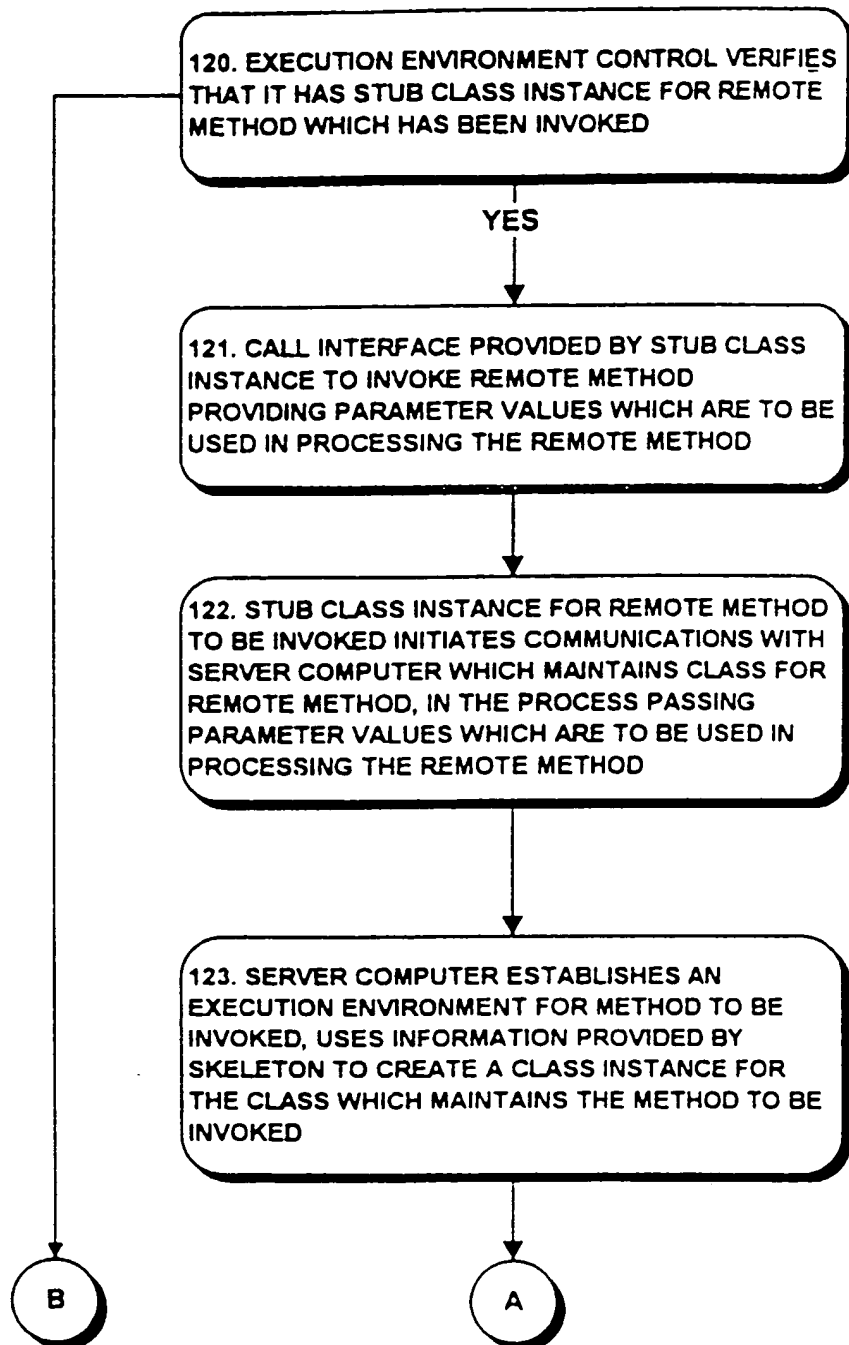 120. EXECUTION ENVIRONMENT CONTROL VERIFIES
THAT IT HAS STUB CLASS INSTANCE FOR REMOTE
METHOD WHICH HAS BEEN INVOKED
YES
121. CALL INTERFACE PROVIDED BY STUB CLASS
INSTANCE TO INVOKE REMOTE METHOD
PROVIDING PARAMETER VALUES WHICH ARE TO BE
USED IN PROCESSING THE REMOTE METHOD
122. STUB CLASS INSTANCE FOR REMOTE METHOD
TO BE INVOKED INITIATES COMMUNICATIONS WITH
SERVER COMPUTER WHICH MAINTAINS CLASS FOR
REMOTE METHOD, IN THE PROCESS PASSING
PARAMETER VALUES WHICH ARE TO BE USED IN
PROCESSING THE REMOTE METHOD
123. SERVER COMPUTER ESTABLISHES AN
EXECUTION ENVIRONMENT FOR METHOD TO BE
INVOKED, USES INFORMATION PROVIDED BY
SKELETON TO CREATE A CLASS INSTANCE FOR
THE CLASS WHICH MAINTAINS THE METHOD TO BE
INVOKED
B
A